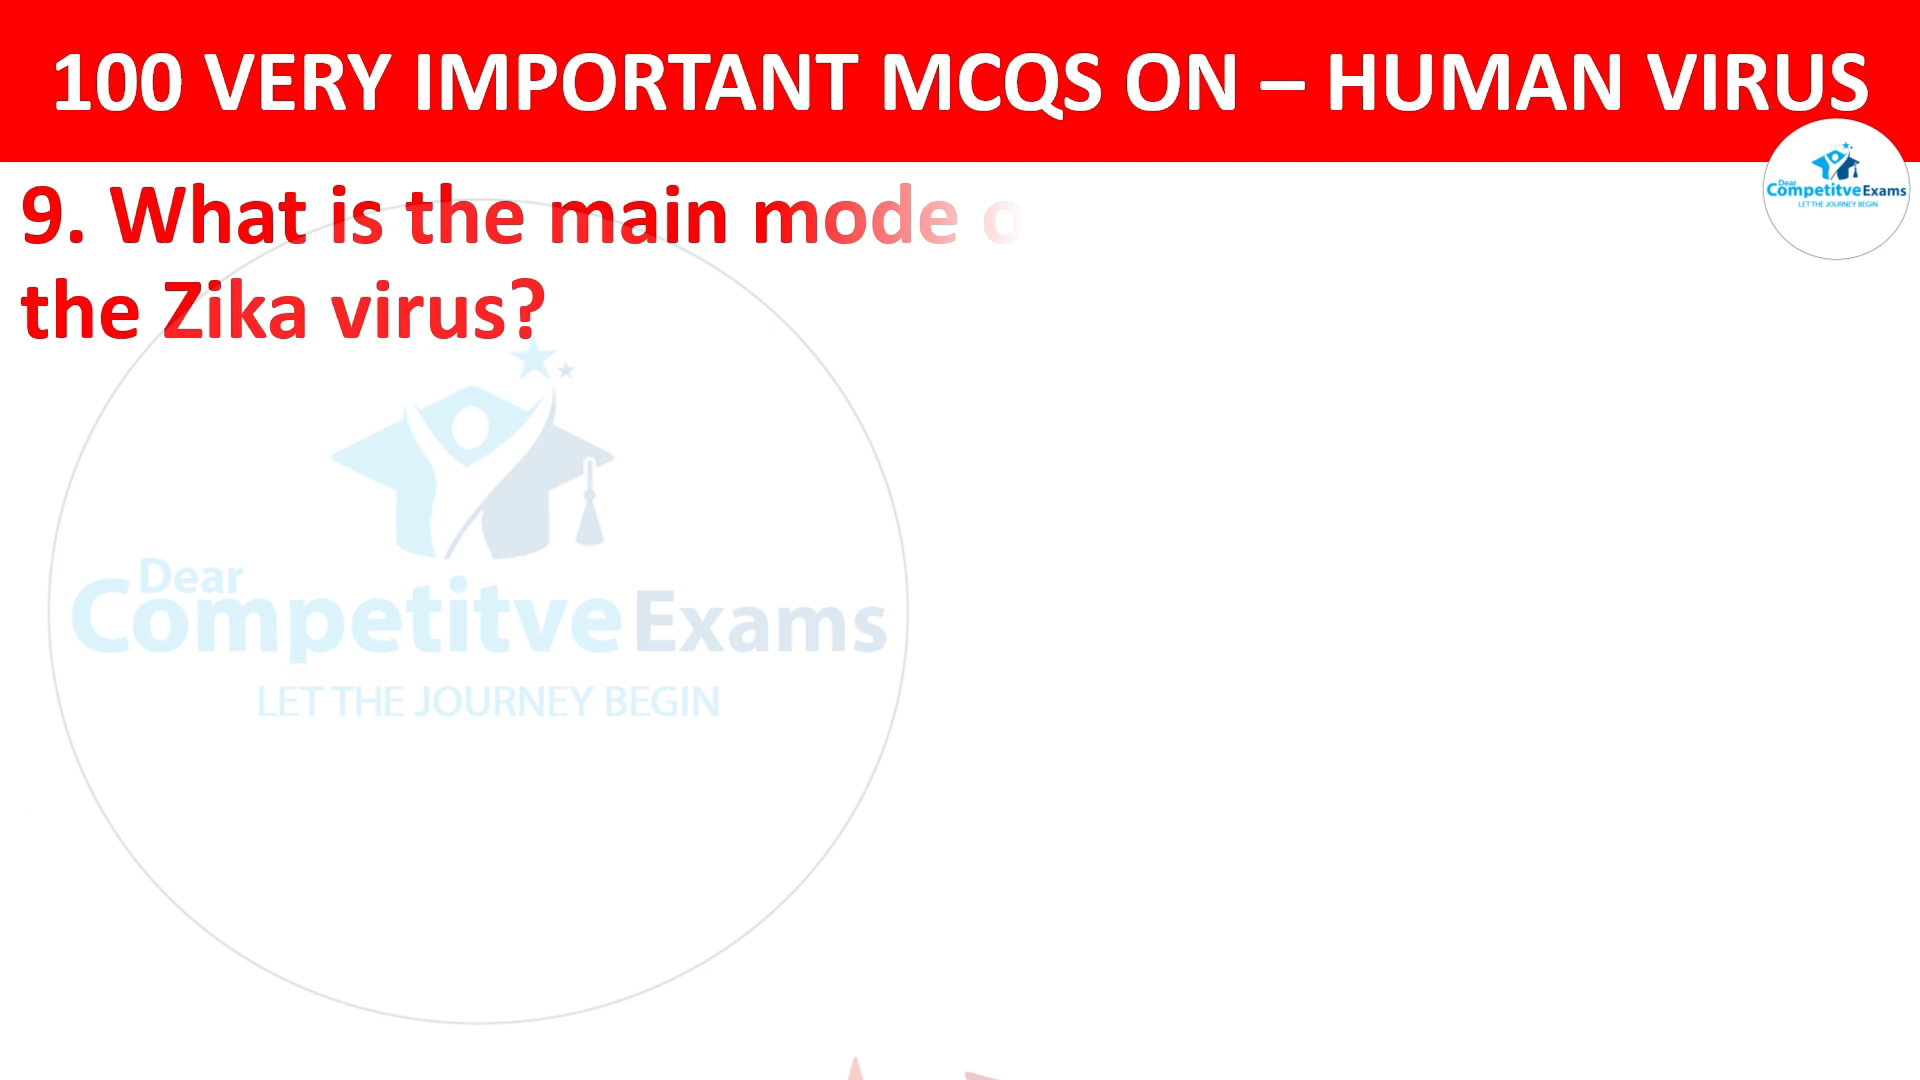 100 VERY IMPORTANT MCQS ON – HUMAN VIRUS
Dear
CompetitveExams
LET THE JOURNEY BEGIN
9. What is the main mode
the Zika virus?
Dear
CompetitveExams
LET THE JOURNEY BEGIN